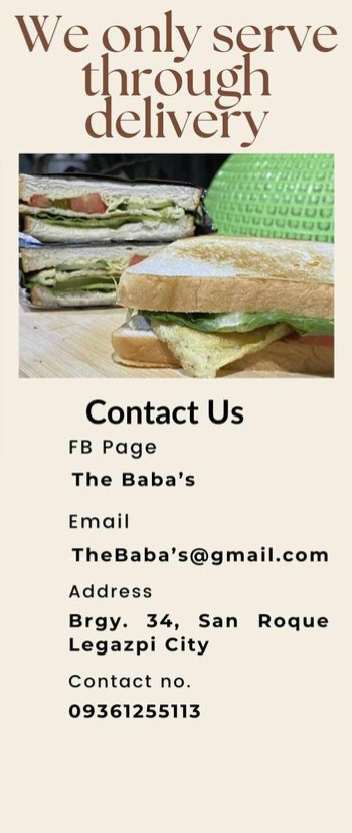 We only serve
through
delivery
Contact Us
FB Page
The Baba's
Email
TheBaba's@gmail.com
Address
Brgy. 34, San Roque
Legazpi City
Contact no.
09361255113